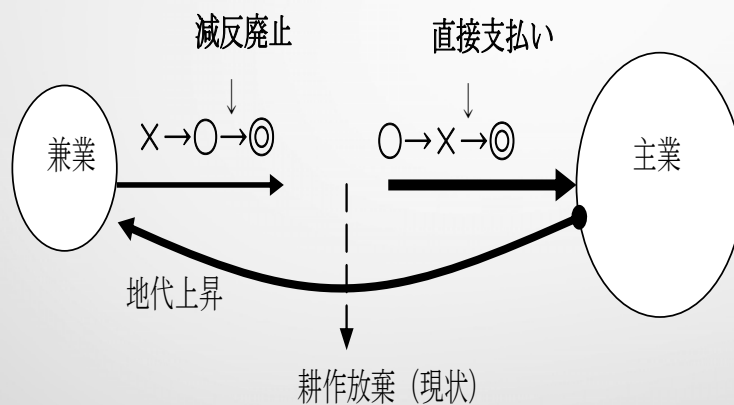 減反廃止
直接支払い
×→○→◎
○→×→◎
兼業
主業
地代上昇
耕作放棄（現状）